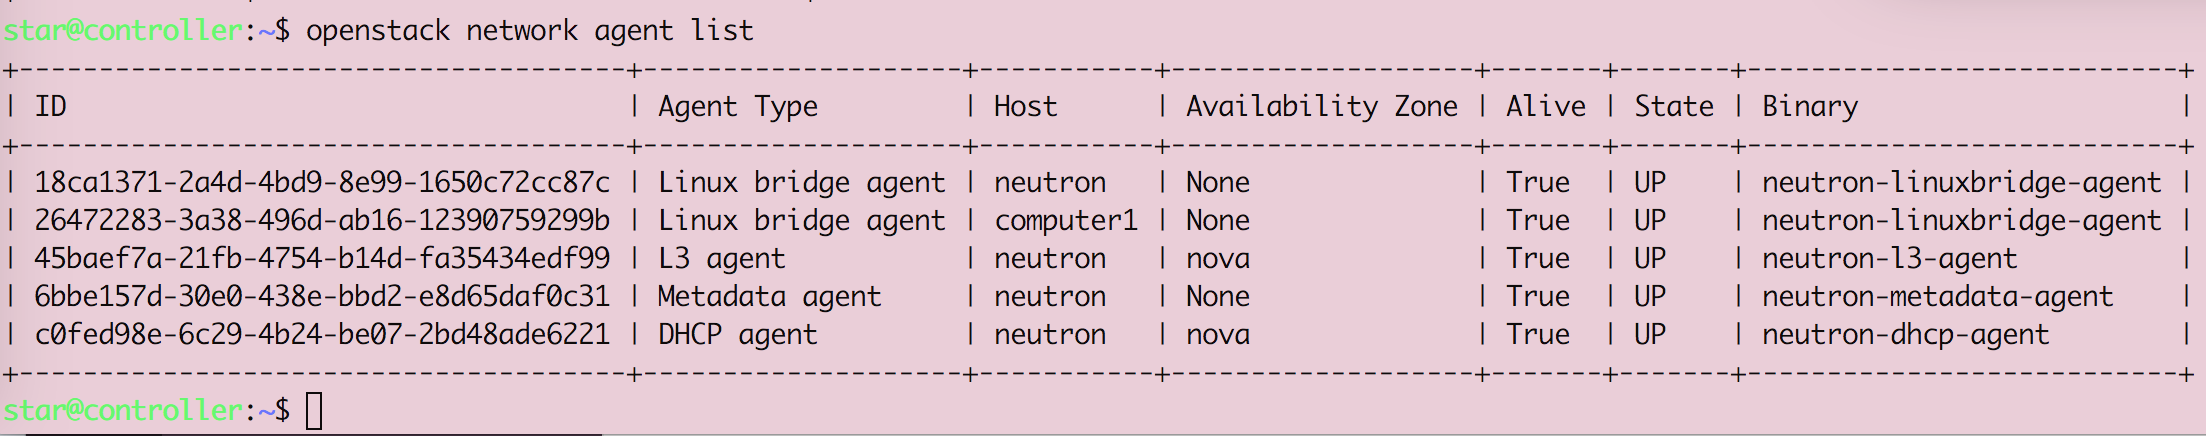 star@controller:~$ openstack network agent list
+--------------------------------------+--------------------+-----------+-------------------+-------+-------+---------------------------+
| ID                                   | Agent Type         | Host      | Availability Zone | Alive | State | Binary                    |
+--------------------------------------+--------------------+-----------+-------------------+-------+-------+---------------------------+
| 18ca1371-2a4d-4bd9-8e99-1650c72cc87c | Linux bridge agent | neutron   | None              | True  | UP    | neutron-linuxbridge-agent |
| 26472283-3a38-496d-ab16-12390759299b | Linux bridge agent | computer1 | None              | True  | UP    | neutron-linuxbridge-agent |
| 45baef7a-21fb-4754-b14d-fa35434edf99 | L3 agent           | neutron   | nova              | True  | UP    | neutron-l3-agent          |
| 6bbe157d-30e0-438e-bbd2-e8d65daf0c31 | Metadata agent     | neutron   | None              | True  | UP    | neutron-metadata-agent    |
| c0fed98e-6c29-4b24-be07-2bd48ade6221 | DHCP agent         | neutron   | nova              | True  | UP    | neutron-dhcp-agent        |
+--------------------------------------+--------------------+-----------+-------------------+-------+-------+---------------------------+
star@controller:~$